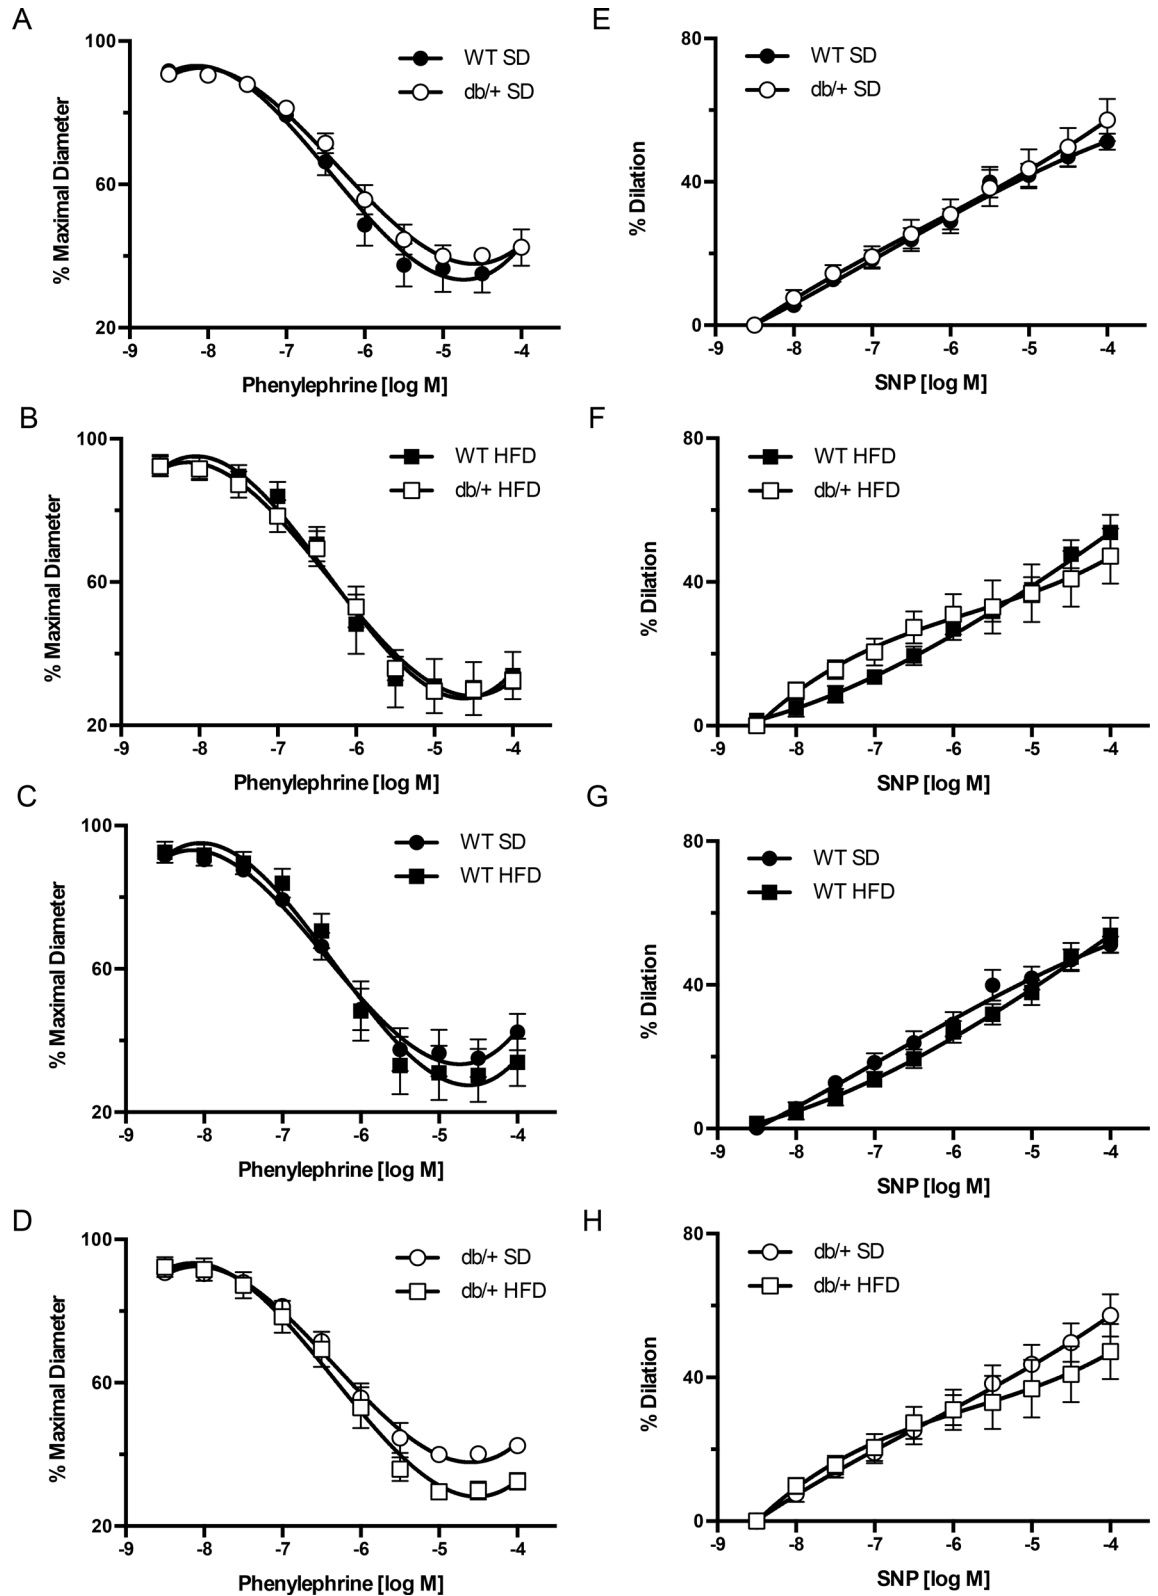 A
100
60
20
-9 -8 -7 -6 -5 -4
% Maximal Diameter
Phenylephrine [log M]
WT SD
db/+ SD
E
80
40
0
-9 -8 -7 -6 -5 -4
% Dilation
SNP [log M]
WT SD
db/+ SD
B
100
60
20
-9 -8 -7 -6 -5 -4
% Maximal Diameter
Phenylephrine [log M]
WT HFD
db/+ HFD
F
80
40
0
-9 -8 -7 -6 -5 -4
% Dilation
SNP [log M]
WT HFD
db/+ HFD
C
100
60
20
-9 -8 -7 -6 -5 -4
% Maximal Diameter
Phenylephrine [log M]
WT SD
WT HFD
G
80
40
0
-9 -8 -7 -6 -5 -4
% Dilation
SNP [log M]
WT SD
WT HFD
D
100
60
20
-9 -8 -7 -6 -5 -4
% Maximal Diameter
Phenylephrine [log M]
db/+ SD
db/+ HFD
H
80
40
0
-9 -8 -7 -6 -5 -4
% Dilation
SNP [log M]
db/+ SD
db/+ HFD